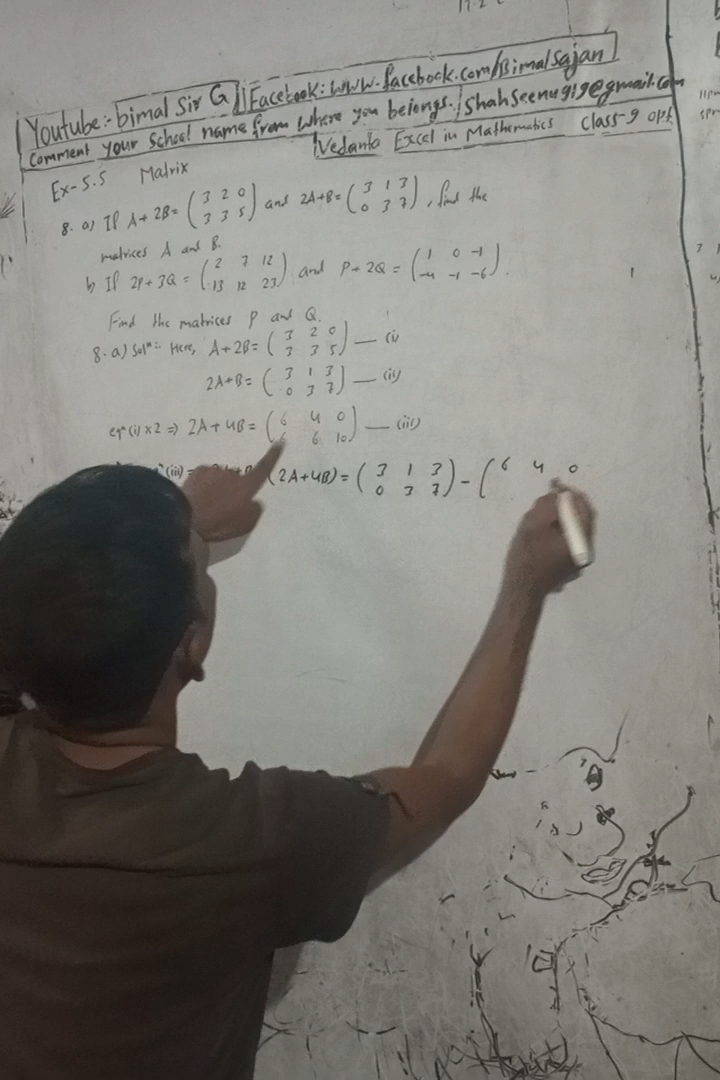 Youtube:- bimal Sir G || Facebook: www.facebook.com/Bimalsajan
Comment your School name from where you belongs. | Shahseenu919@gmail.com
Vedanta Excel in Mathematics Class-9 opt
Ex-5.5 Matrix
8. a) If A+2B= (3 2 0 / 3 3 5) and 2A+B= (3 1 3 / 0 3 7), find the
matrices A and B.
b) If 2P+3Q = (2 7 12 / 13 12 23) and P+2Q = (1 0 -1 / -4 -1 -6).
Find the matrices P and Q.
8. a) Solⁿ:- Here, A+2B= (3 2 0 / 3 3 5) — (i)
2A+B= (3 1 3 / 0 3 7) — (ii)
eqⁿ (i) x 2 => 2A+4B= (6 4 0 / 6 6 10) — (iii)
(iii) = (2A+4B) = (3 1 3 / 0 3 7) - (6 4 0